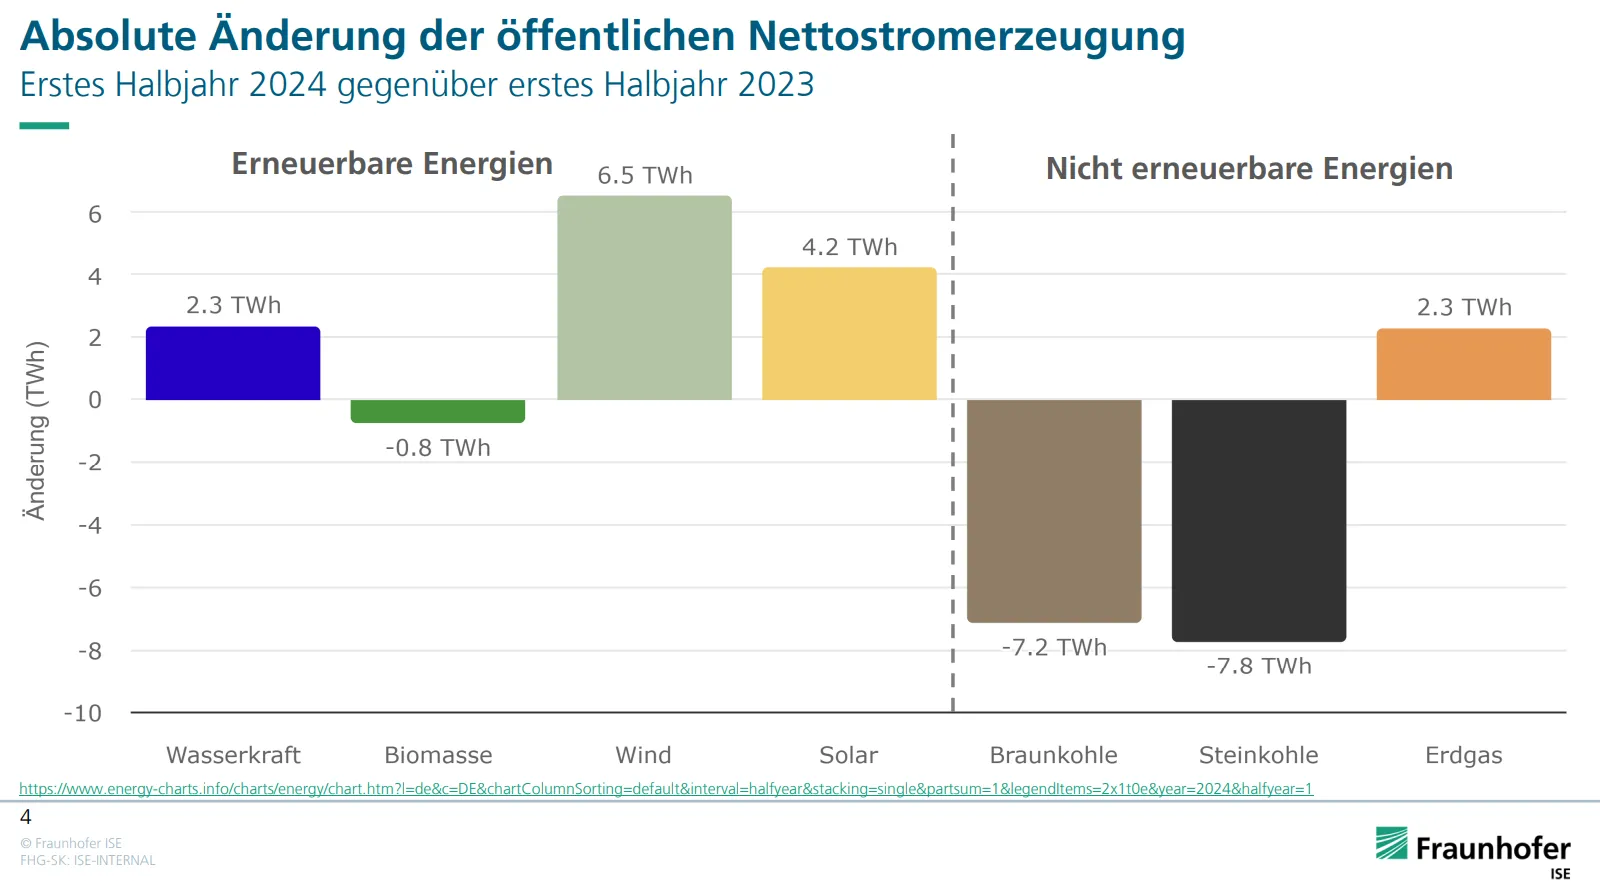 Absolute Änderung der öffentlichen Nettostromerzeugung
Erstes Halbjahr 2024 gegenüber erstes Halbjahr 2023
Erneuerbare Energien
Nicht erneuerbare Energien
6.5 TWh
4.2 TWh
2.3 TWh
2.3 TWh
-0.8 TWh
-7.2 TWh
-7.8 TWh
Änderung (TWh)
6
4
2
0
-2
-4
-6
-8
-10
Wasserkraft
Biomasse
Wind
Solar
Braunkohle
Steinkohle
Erdgas
https://www.energy-charts.info/charts/energy/chart.htm?l=de&c=DE&chartColumnSorting=default&interval=halfyear&stacking=single&partsum=1&legendItems=2x1t0e&year=2024&halfyear=1
4
© Fraunhofer ISE
FHG-SK: ISE-INTERNAL
Fraunhofer
ISE